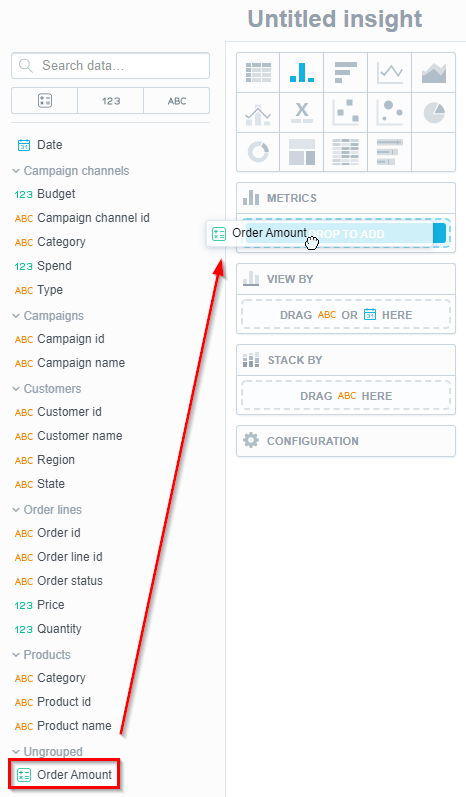 Untitled insight
Search data...
123
ABC
Date
Campaign channels
123 Budget
ABC Campaign channel id
ABC Category
123 Spend
ABC Type
Campaigns
ABC Campaign id
ABC Campaign name
Customers
ABC Customer id
ABC Customer name
ABC Region
ABC State
Order lines
ABC Order id
ABC Order line id
ABC Order status
123 Price
123 Quantity
Products
ABC Category
ABC Product id
ABC Product name
Ungrouped
Order Amount
METRICS
Order Amount
DROP TO ADD
VIEW BY
DRAG ABC OR 31 HERE
STACK BY
DRAG ABC HERE
CONFIGURATION